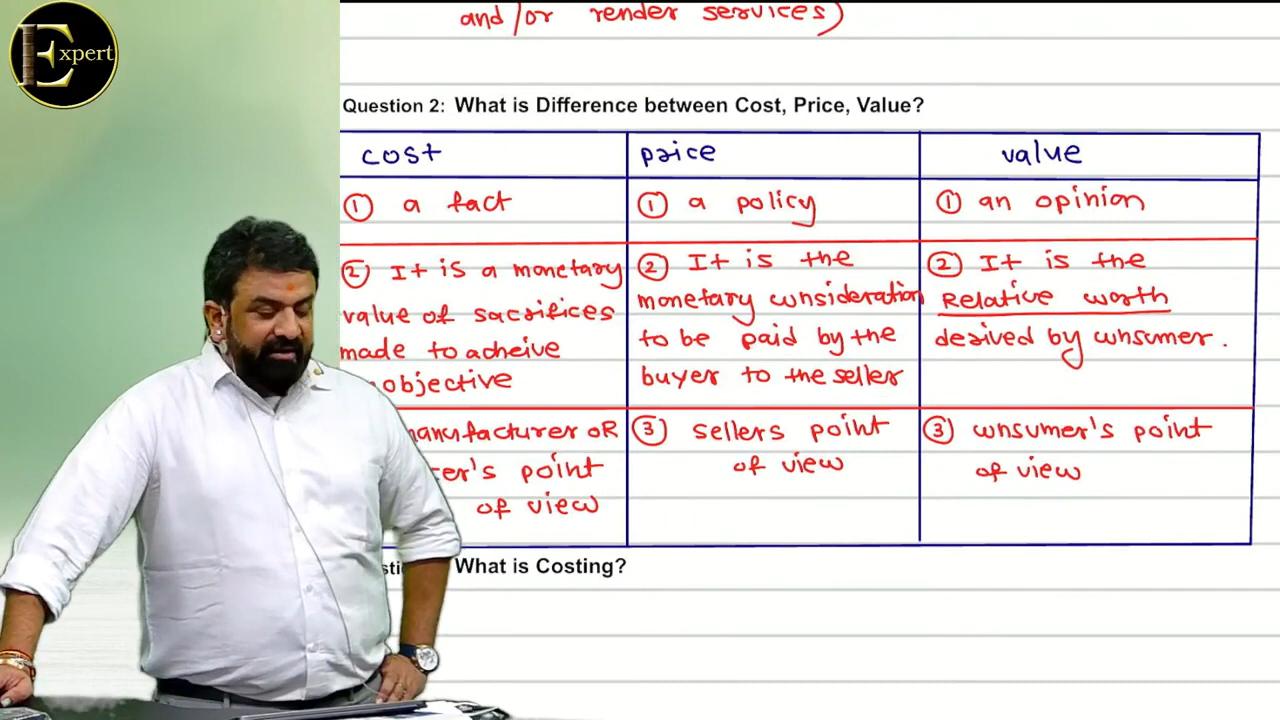 Expert
and/or render services)
Question 2: What is Difference between Cost, Price, Value?
cost
price
value
① a fact
① a policy
① an opinion
② It is a monetary
value of sacrifices
made to acheive
objective
② It is the
monetary consideration
to be paid by the
buyer to the seller
② It is the
Relative worth
desired by consumer.
manufacturer OR
point
of view
③ sellers point
of view
③ consumer's point
of view
What is Costing?